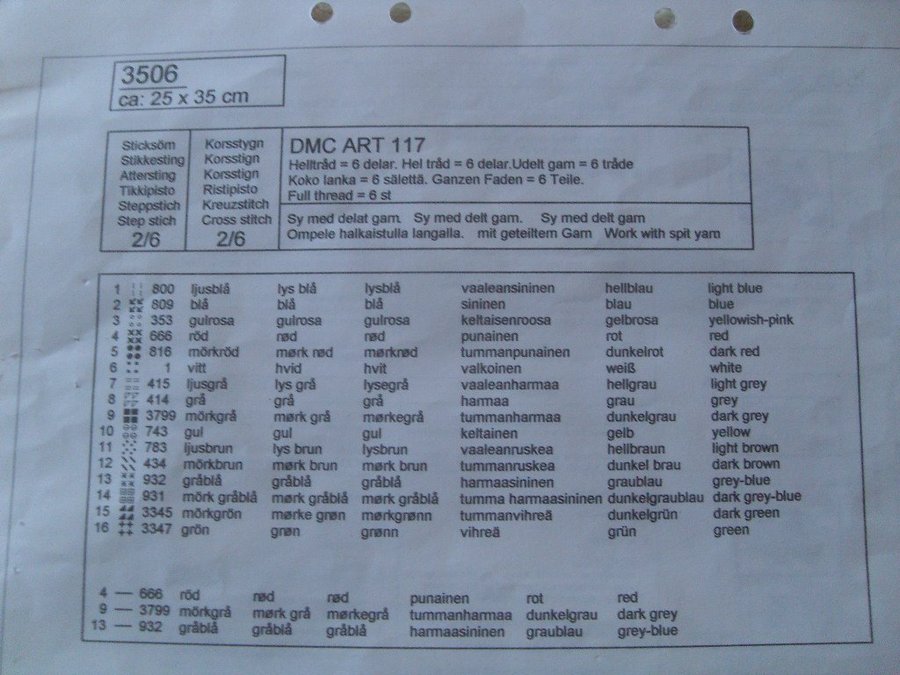 3506
ca: 25 x 35 cm
Sticksöm
Stikkesting
Attersting
Tikkipisto
Steppstich
Step stich
2/6
Korsstygn
Korsstign
Korsstign
Ristipisto
Kreuzstitch
Cross stitch
2/6
DMC ART 117
Helltråd = 6 delar. Hel tråd = 6 delar.Udelt garn = 6 tråde
Koko lanka = 6 sälettä. Ganzen Faden = 6 Teile.
Full thread = 6 st
Sy med delat garn. Sy med delt garn. Sy med delt garn
Ompele halkaistulla langalla. mit geteiltem Garn Work with spit yarn
1 800 ljusblå lys blå lysblå vaaleansininen hellblau light blue
2 809 blå blå blå sininen blau blue
3 353 gulrosa gulrosa gulrosa keltaisenroosa gelbrosa yellowish-pink
4 666 röd rød rød punainen rot red
5 816 mörkröd mørk rød mørkrød tummanpunainen dunkelrot dark red
6 1 vitt hvid hvit valkoinen weiß white
7 415 ljusgrå lys grå lysegrå vaaleanharmaa hellgrau light grey
8 414 grå grå grå harmaa grau grey
9 3799 mörkgrå mørk grå mørkegrå tummanharmaa dunkelgrau dark grey
10 743 gul gul gul keltainen gelb yellow
11 783 ljusbrun lys brun lysbrun vaaleanruskea hellbraun light brown
12 434 mörkbrun mørk brun mørk brun tummanruskea dunkel brau dark brown
13 932 gråblå gråblå gråblå harmaasininen graublau grey-blue
14 931 mörk gråblå mørk gråblå mørk gråblå tumma harmaasininen dunkelgraublau dark grey-blue
15 3345 mörkgrön mørke grøn mørkgrønn tummanvihreä dunkelgrün dark green
16 3347 grön grøn grønn vihreä grün green
4 — 666 röd rød rød punainen rot red
9 — 3799 mörkgrå mørk grå mørkegrå tummanharmaa dunkelgrau dark grey
13 — 932 gråblå gråblå gråblå harmaasininen graublau grey-blue